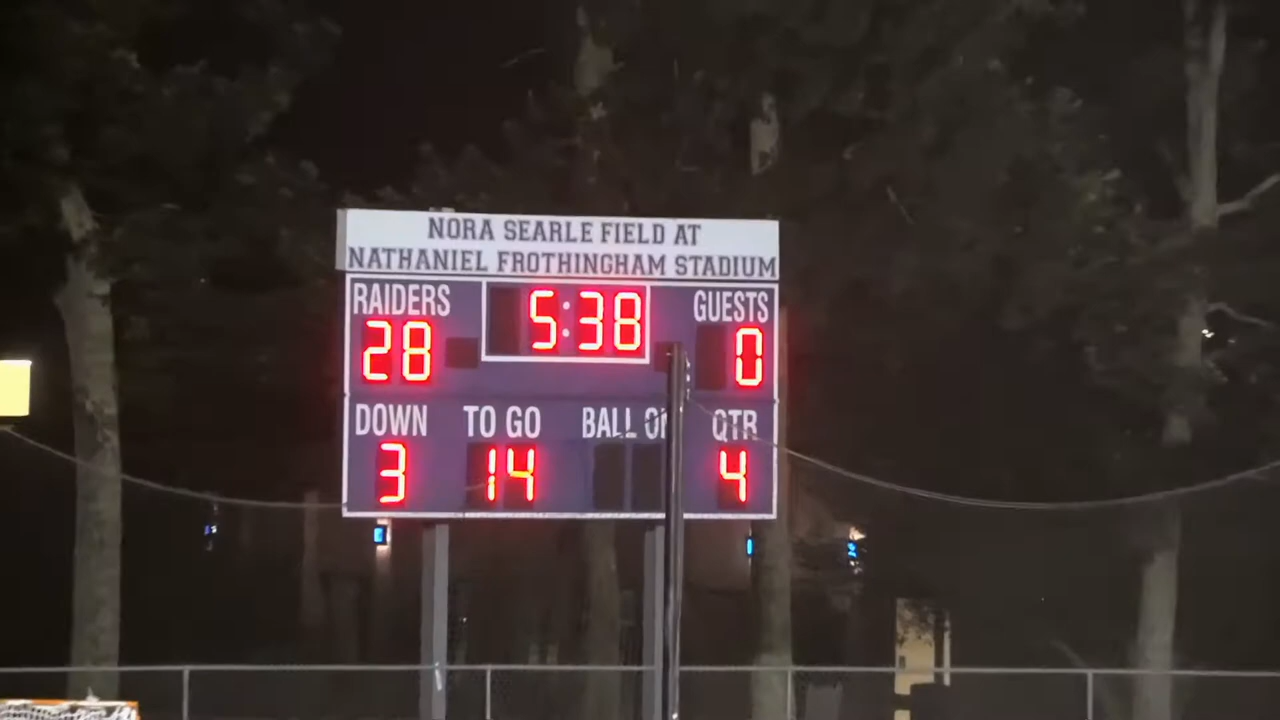 NORA SEARLE FIELD AT
NATHANIEL FROTHINGHAM STADIUM
RAIDERS 5:38 GUESTS
28 0
DOWN TO GO BALL ON QTR
3 14 4